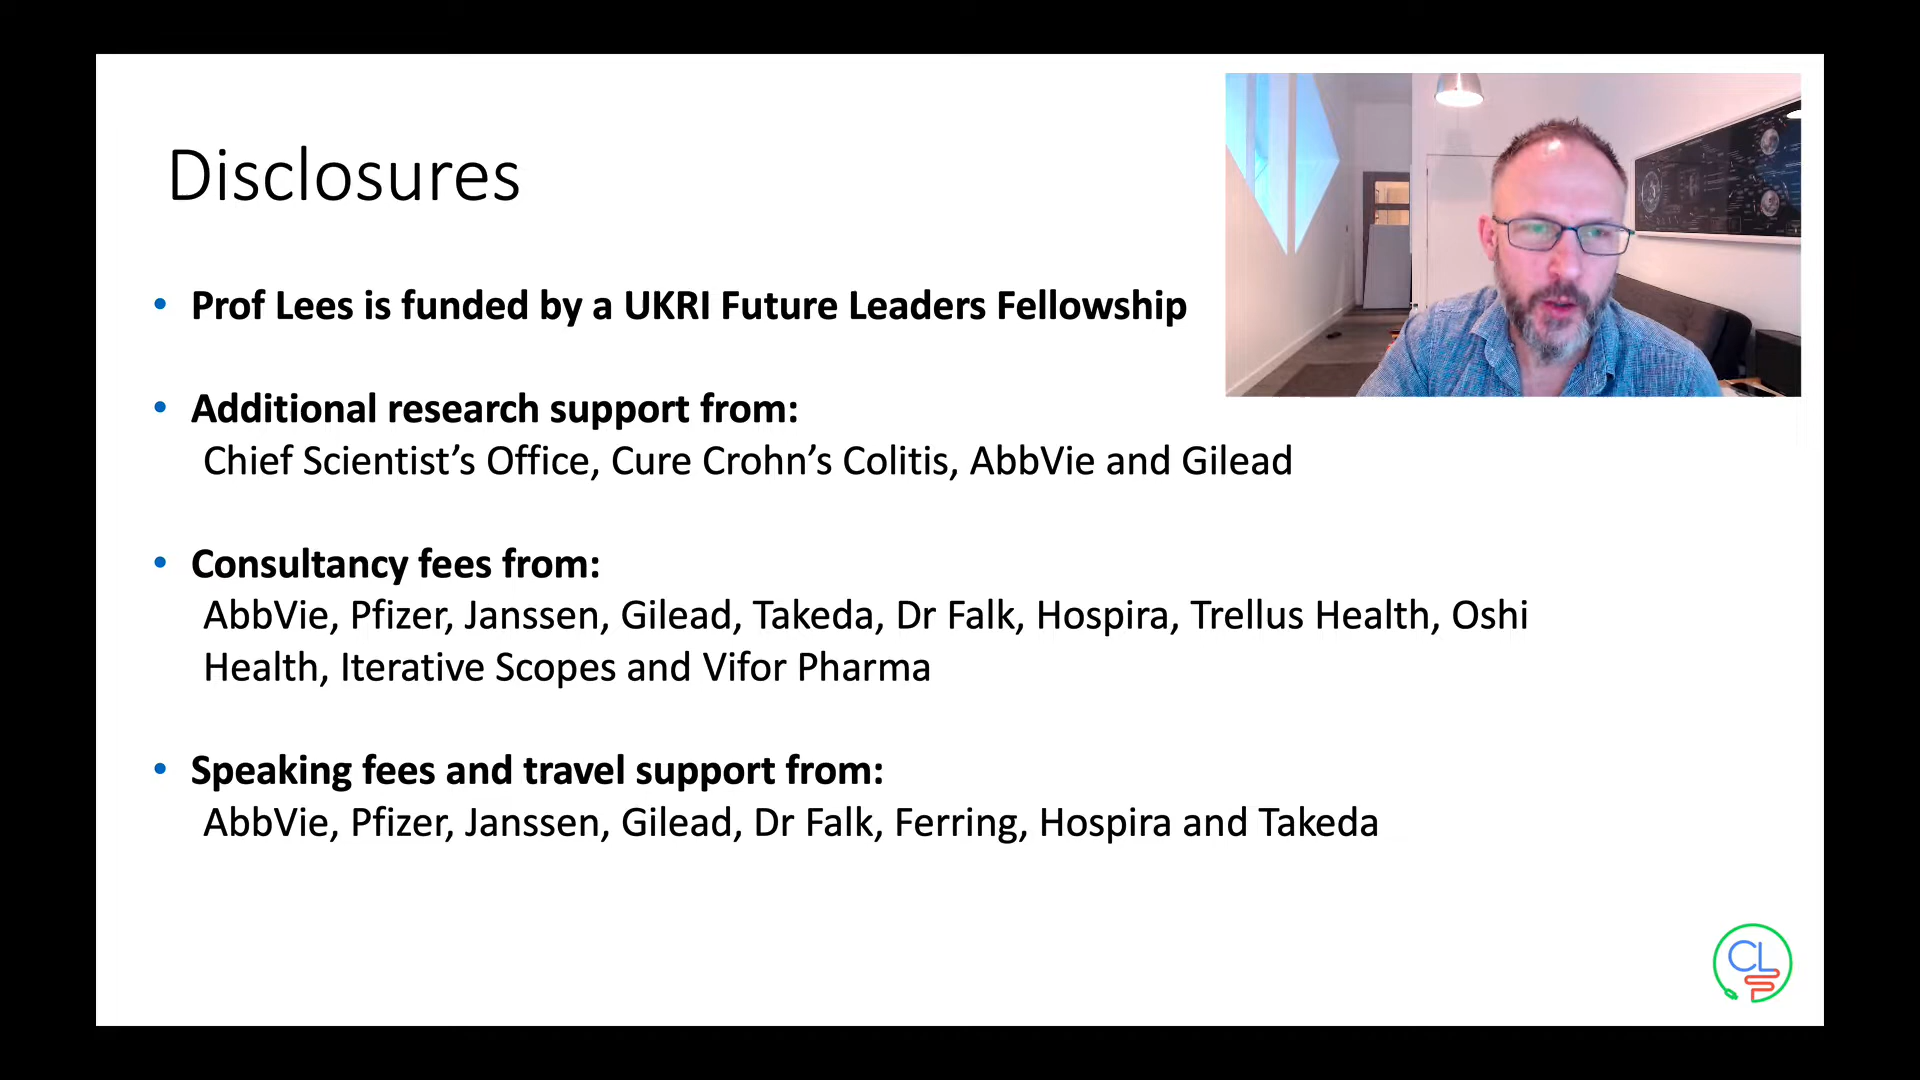 Disclosures
• Prof Lees is funded by a UKRI Future Leaders Fellowship
• Additional research support from:
Chief Scientist’s Office, Cure Crohn’s Colitis, AbbVie and Gilead
• Consultancy fees from:
AbbVie, Pfizer, Janssen, Gilead, Takeda, Dr Falk, Hospira, Trellus Health, Oshi
Health, Iterative Scopes and Vifor Pharma
• Speaking fees and travel support from:
AbbVie, Pfizer, Janssen, Gilead, Dr Falk, Ferring, Hospira and Takeda
CL